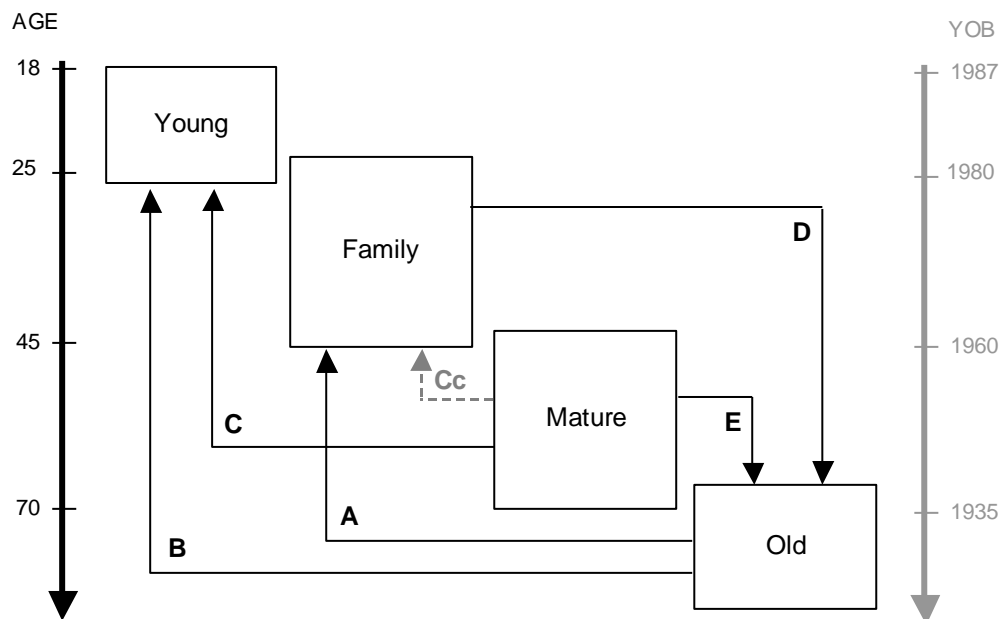 AGE
YOB
18
1987
Young
25
1980
Family
D
45
1960
Cc
Mature
C
E
70
1935
A
B
Old